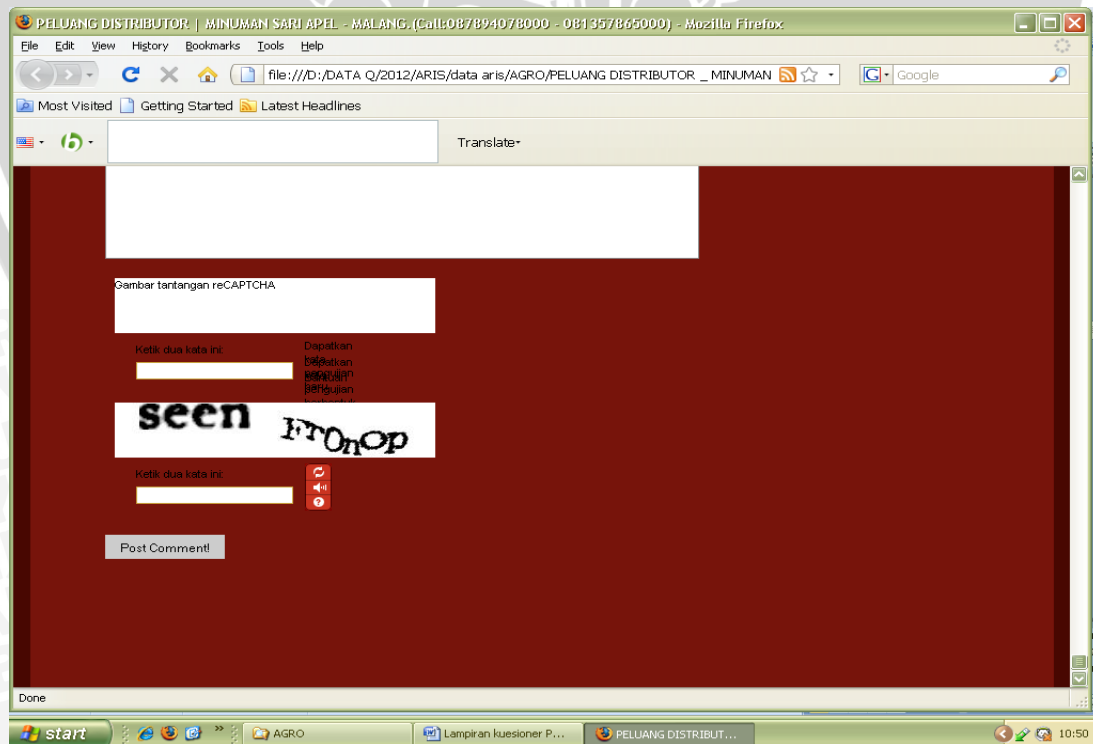 PELUANG DISTRIBUTOR | MINUMAN SARI APEL - MALANG.(Call:087894078000 - 081357865000) - Mozilla Firefox
File Edit View History Bookmarks Tools Help
file:///D:/DATA Q/2012/ARIS/data aris/AGRO/PELUANG DISTRIBUTOR _ MINUMAN
G Google
Most Visited Getting Started Latest Headlines
Translate
Gambar tantangan reCAPTCHA
Ketik dua kata ini:
Dapatkan
Dapatkan
pengujian
seen Fronop
Ketik dua kata ini:
Post Comment!
Done
start
AGRO
Lampiran kuesioner P...
PELUANG DISTRIBUT...
10:50